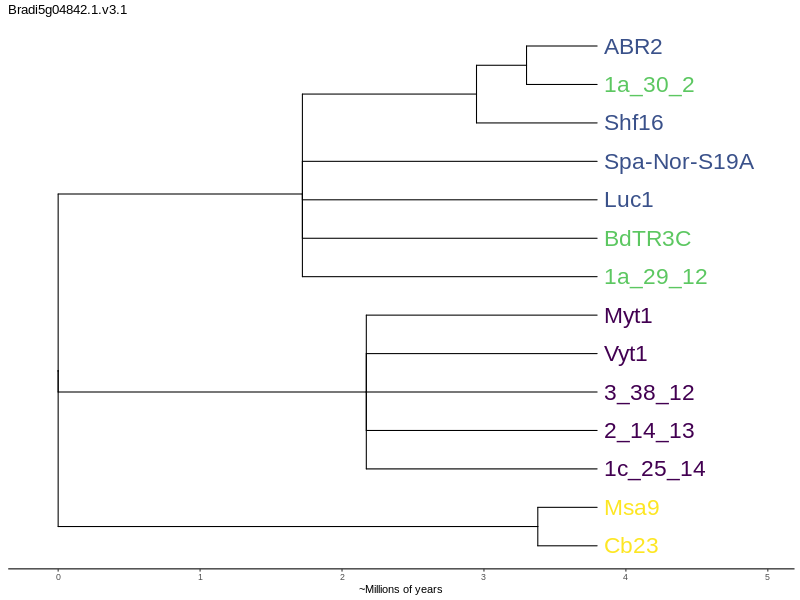 Bradi5g04842.1.v3.1
ABR2
1a_30_2
Shf16
Spa-Nor-S19A
Luc1
BdTR3C
1a_29_12
Myt1
Vyt1
3_38_12
2_14_13
1c_25_14
Msa9
Cb23
0 1 2 3 4 5
~Millions of years